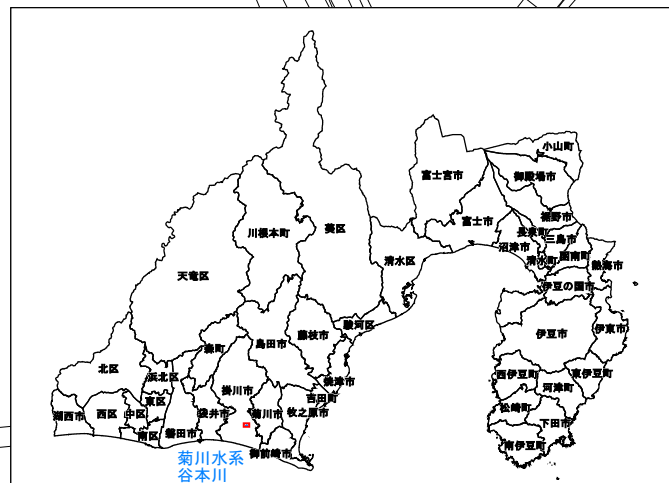 小山町
富士宮市
御殿場市
裾野市
富士市
長泉町
三島市
沼津市
清水町
函南町
熱海市
葵区
川根本町
清水区
天竜区
伊豆の国市
駿河区
伊豆市
伊東市
藤枝市
島田市
森町
北区
浜北区
焼津市
西伊豆町
東伊豆町
掛川市
吉田町
河津町
東区
湖西市
西区
中区
袋井市
菊川市
牧之原市
松崎町
下田市
南区
磐田市
御前崎市
南伊豆町
菊川水系
谷本川